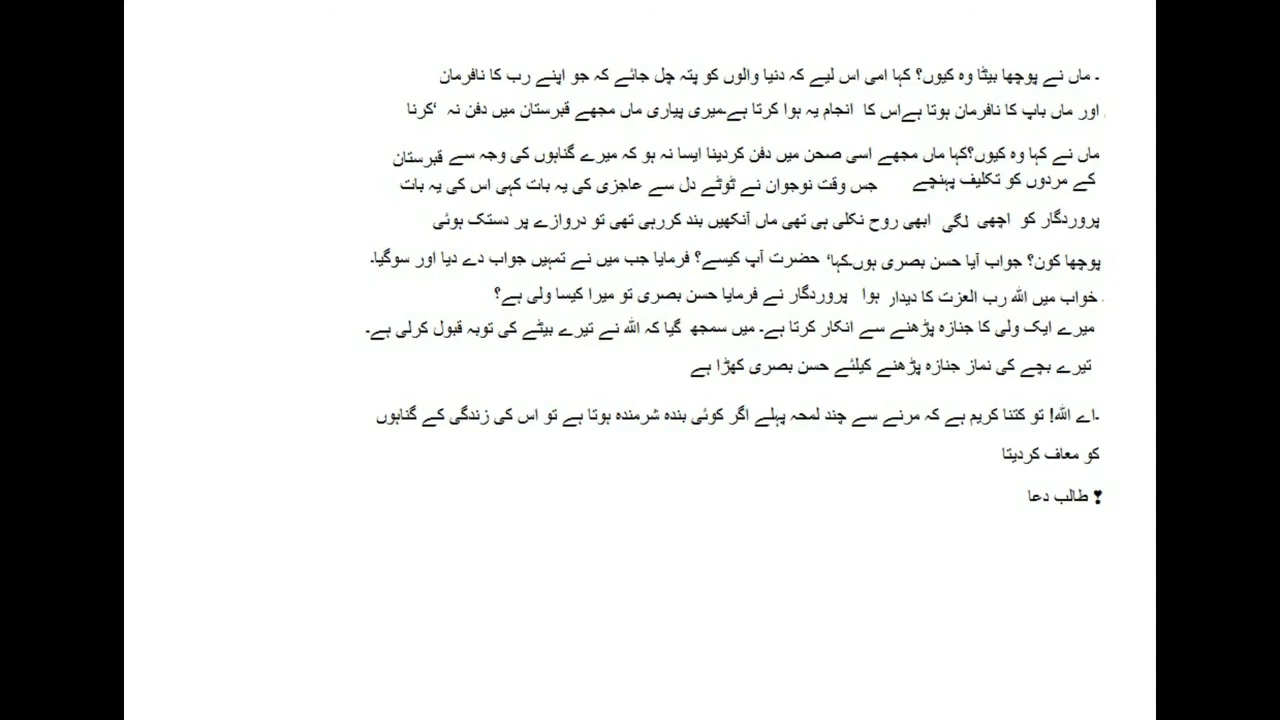 ۔ ماں نے پوچھا بیٹا وہ کیوں؟ کہا امی اس لیے کہ دنیا والوں کو پتہ چل جائے کہ جو اپنے رب کا نافرمان
اور ماں باپ کا نافرمان ہوتا ہےاس کا انجام یہ ہوا کرتا ہے۔میری پیاری ماں مجھے قبرستان میں دفن نہ ‘کرنا
ماں نے کہا وہ کیوں؟کہا ماں مجھے اسی صحن میں دفن کردینا ایسا نہ ہو کہ میرے گناہوں کی وجہ سے قبرستان
کے مردوں کو تکلیف پہنچے جس وقت نوجوان نے ٹوٹے دل سے عاجزی کی یہ بات کہی اس کی یہ بات
پروردگار کو اچھی لگی ابھی روح نکلی ہی تھی ماں آنکھیں بند کررہی تھی تو دروازے پر دستک ہوئی
پوچھا کون؟ جواب آیا حسن بصری ہوں۔کہا‘ حضرت آپ کیسے؟ فرمایا جب میں نے تمہیں جواب دے دیا اور سوگیا۔
خواب میں اللہ رب العزت کا دیدار ہوا پروردگار نے فرمایا حسن بصری تو میرا کیسا ولی ہے؟
میرے ایک ولی کا جنازہ پڑھنے سے انکار کرتا ہے۔ میں سمجھ گیا کہ اللہ نے تیرے بیٹے کی توبہ قبول کرلی ہے۔
تیرے بچے کی نماز جنازہ پڑھنے کیلئے حسن بصری کھڑا ہے
۔اے اللہ! تو کتنا کریم ہے کہ مرنے سے چند لمحہ پہلے اگر کوئی بندہ شرمندہ ہوتا ہے تو اس کی زندگی کے گناہوں
کو معاف کردیتا
❣ طالب دعا